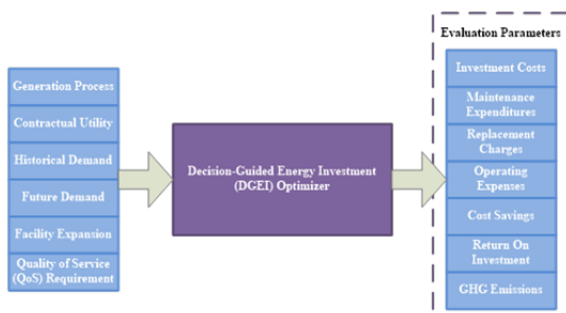 Generation Process
Contractual Utility
Historical Demand
Future Demand
Facility Expansion
Quality of Service
(QoS) Requirement
Decision-Guided Energy Investment
(DGEI) Optimizer
Evaluation Parameters
Investment Costs
Maintenance
Expenditures
Replacement
Charges
Operating
Expenses
Cost Savings
Return On
Investment
GHG Emissions